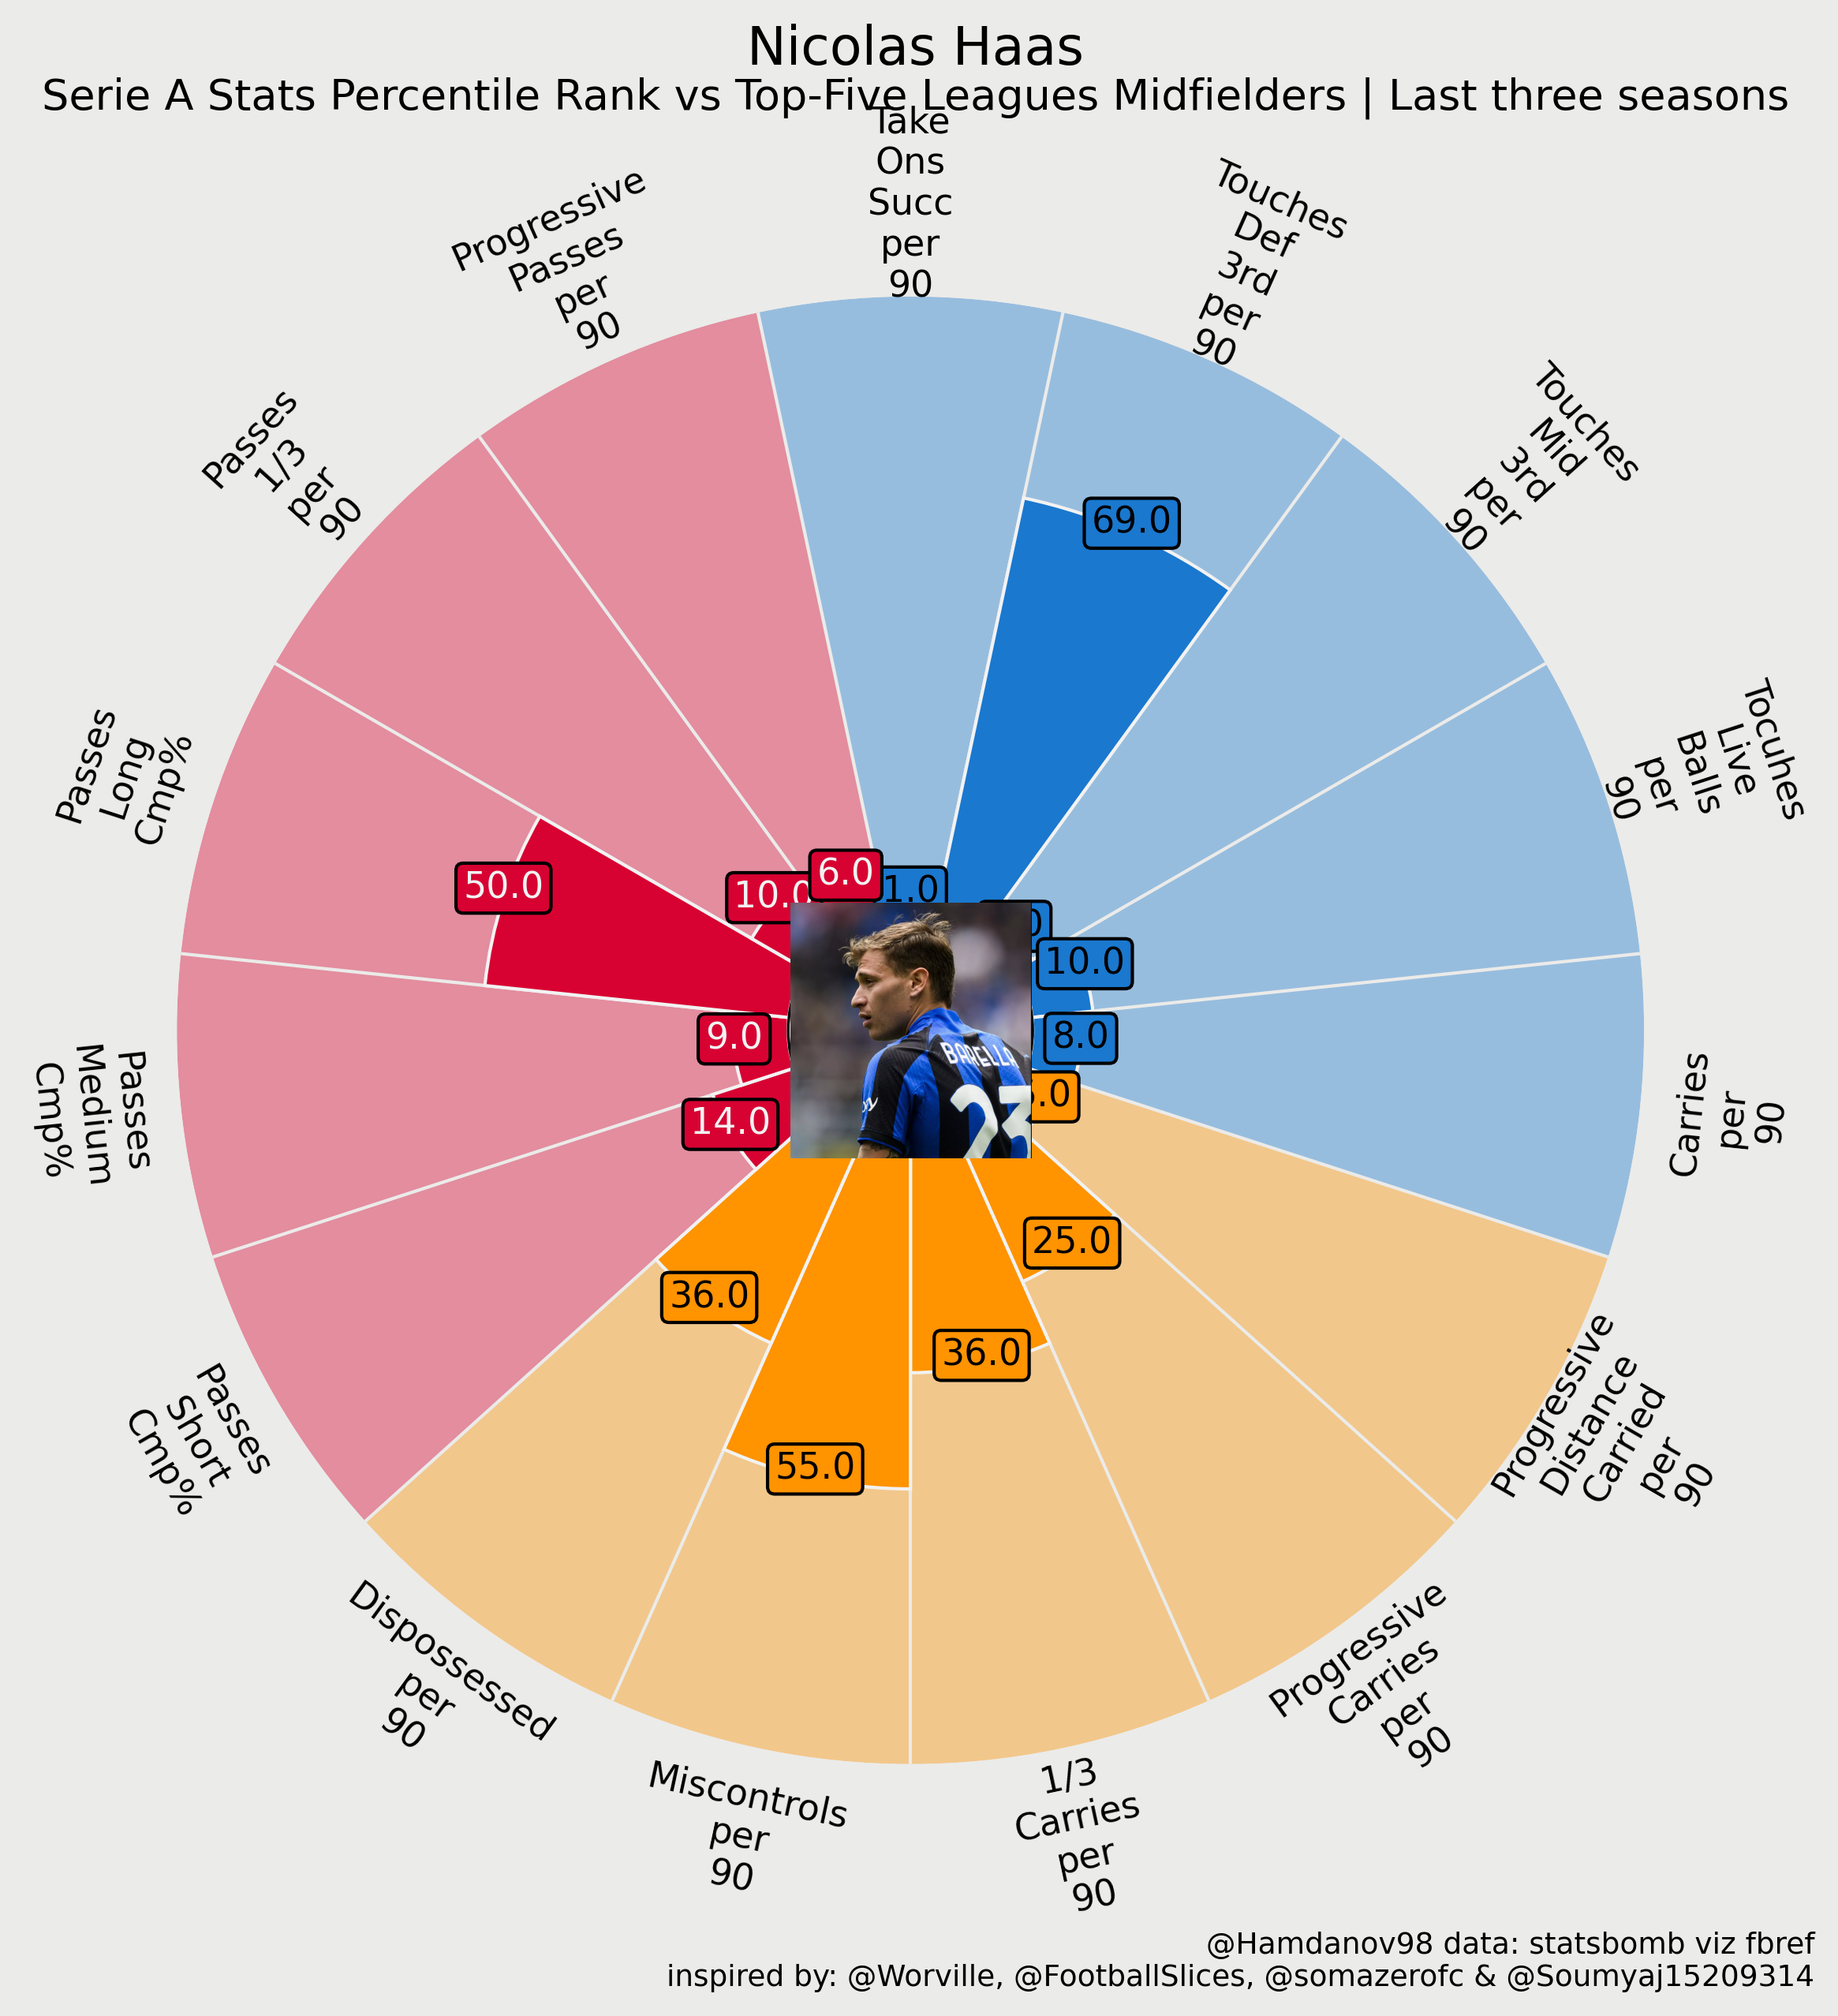 Nicolas Haas
Serie A Stats Percentile Rank vs Top-Five Leagues Midfielders | Last three seasons
Take
Ons
Succ
per
90
Touches
Def
3rd
per
90
Touches
Mid
3rd
per
90
Tocuhes
Live
Balls
per
90
Carries
per
90
Progressive
Distance
Carried
per
90
Progressive
Carries
per
90
1/3
Carries
per
90
Miscontrols
per
90
Dispossessed
per
90
Passes
Short
Cmp%
Passes
Medium
Cmp%
Passes
Long
Cmp%
Passes
1/3
per
90
Progressive
Passes
per
90
69.0
10.0
8.0
25.0
36.0
55.0
36.0
14.0
9.0
50.0
10.0
6.0
1.0
BARELLA
23
@Hamdanov98 data: statsbomb viz fbref
inspired by: @Worville, @FootballSlices, @somazerofc & @Soumyaj15209314